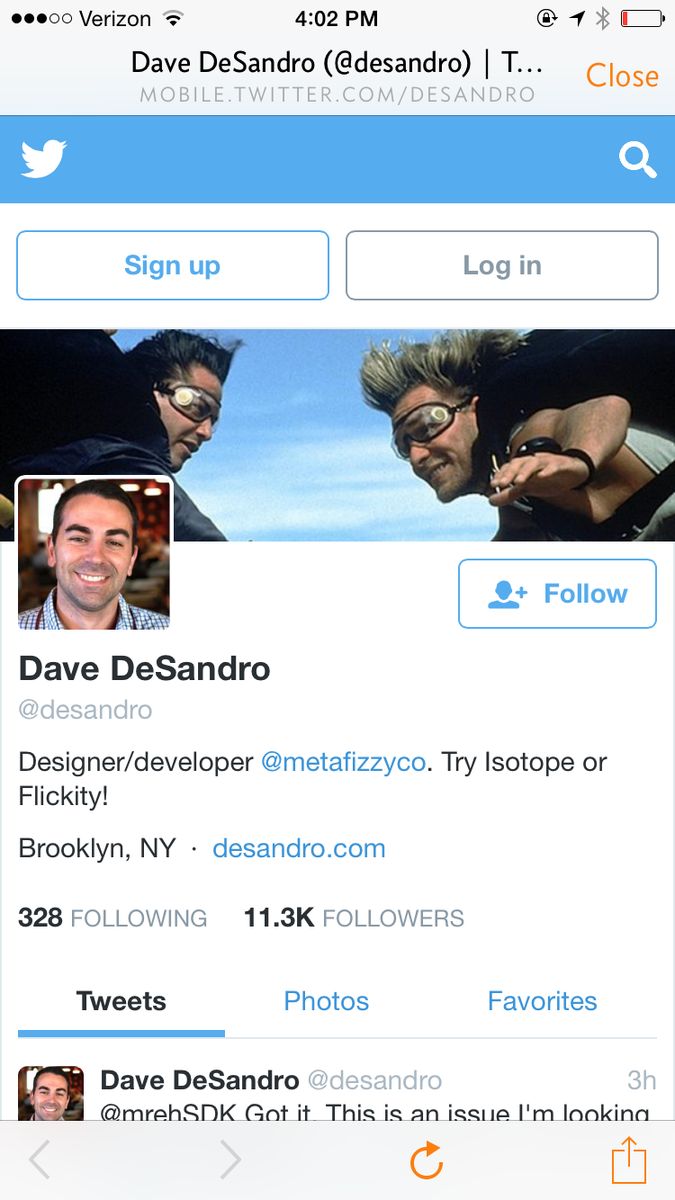 Verizon 4:02 PM
Dave DeSandro (@desandro) | T...
MOBILE.TWITTER.COM/DESANDRO
Close
Sign up
Log in
Follow
Dave DeSandro
@desandro
Designer/developer @metafizzyco. Try Isotope or
Flickity!
Brooklyn, NY · desandro.com
328 FOLLOWING 11.3K FOLLOWERS
Tweets Photos Favorites
Dave DeSandro @desandro 3h
@mrehSDK Got it. This is an issue I'm looking